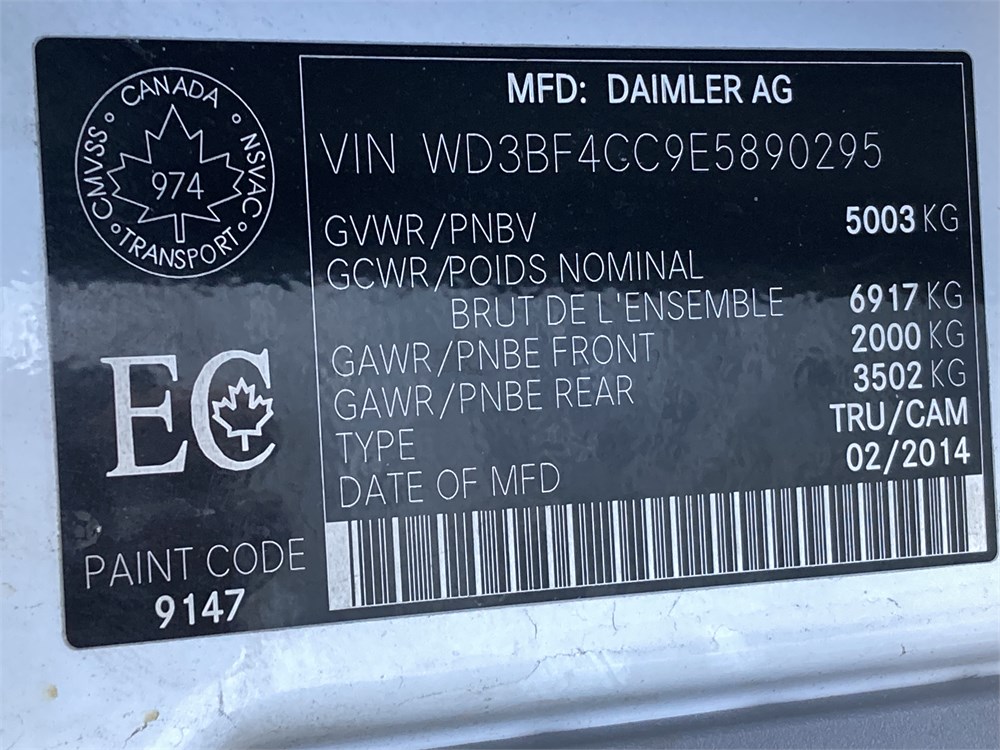 CANADA
CMVSS
NSVAC
974
TRANSPORT
EC
PAINT CODE
9147
MFD: DAIMLER AG
VIN WD3BF4CC9E5890295
GVWR/PNBV 5003 KG
GCWR/POIDS NOMINAL
BRUT DE L'ENSEMBLE 6917 KG
GAWR/PNBE FRONT 2000 KG
GAWR/PNBE REAR 3502 KG
TYPE TRU/CAM
DATE OF MFD 02/2014